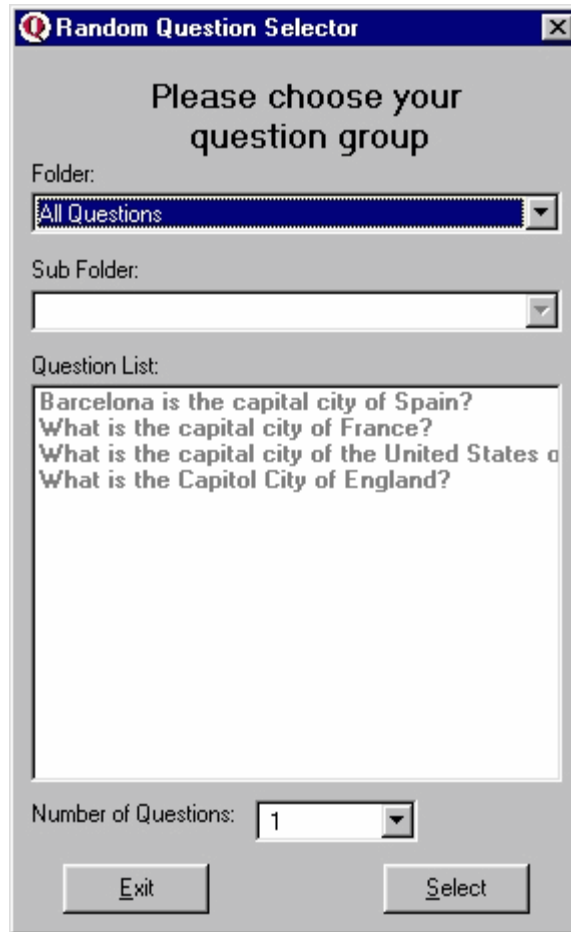 Random Question Selector
Please choose your
question group
Folder:
All Questions
Sub Folder:
Question List:
Barcelona is the capital city of Spain?
What is the capital city of France?
What is the capital city of the United States o
What is the Capitol City of England?
Number of Questions: 1
Exit Select